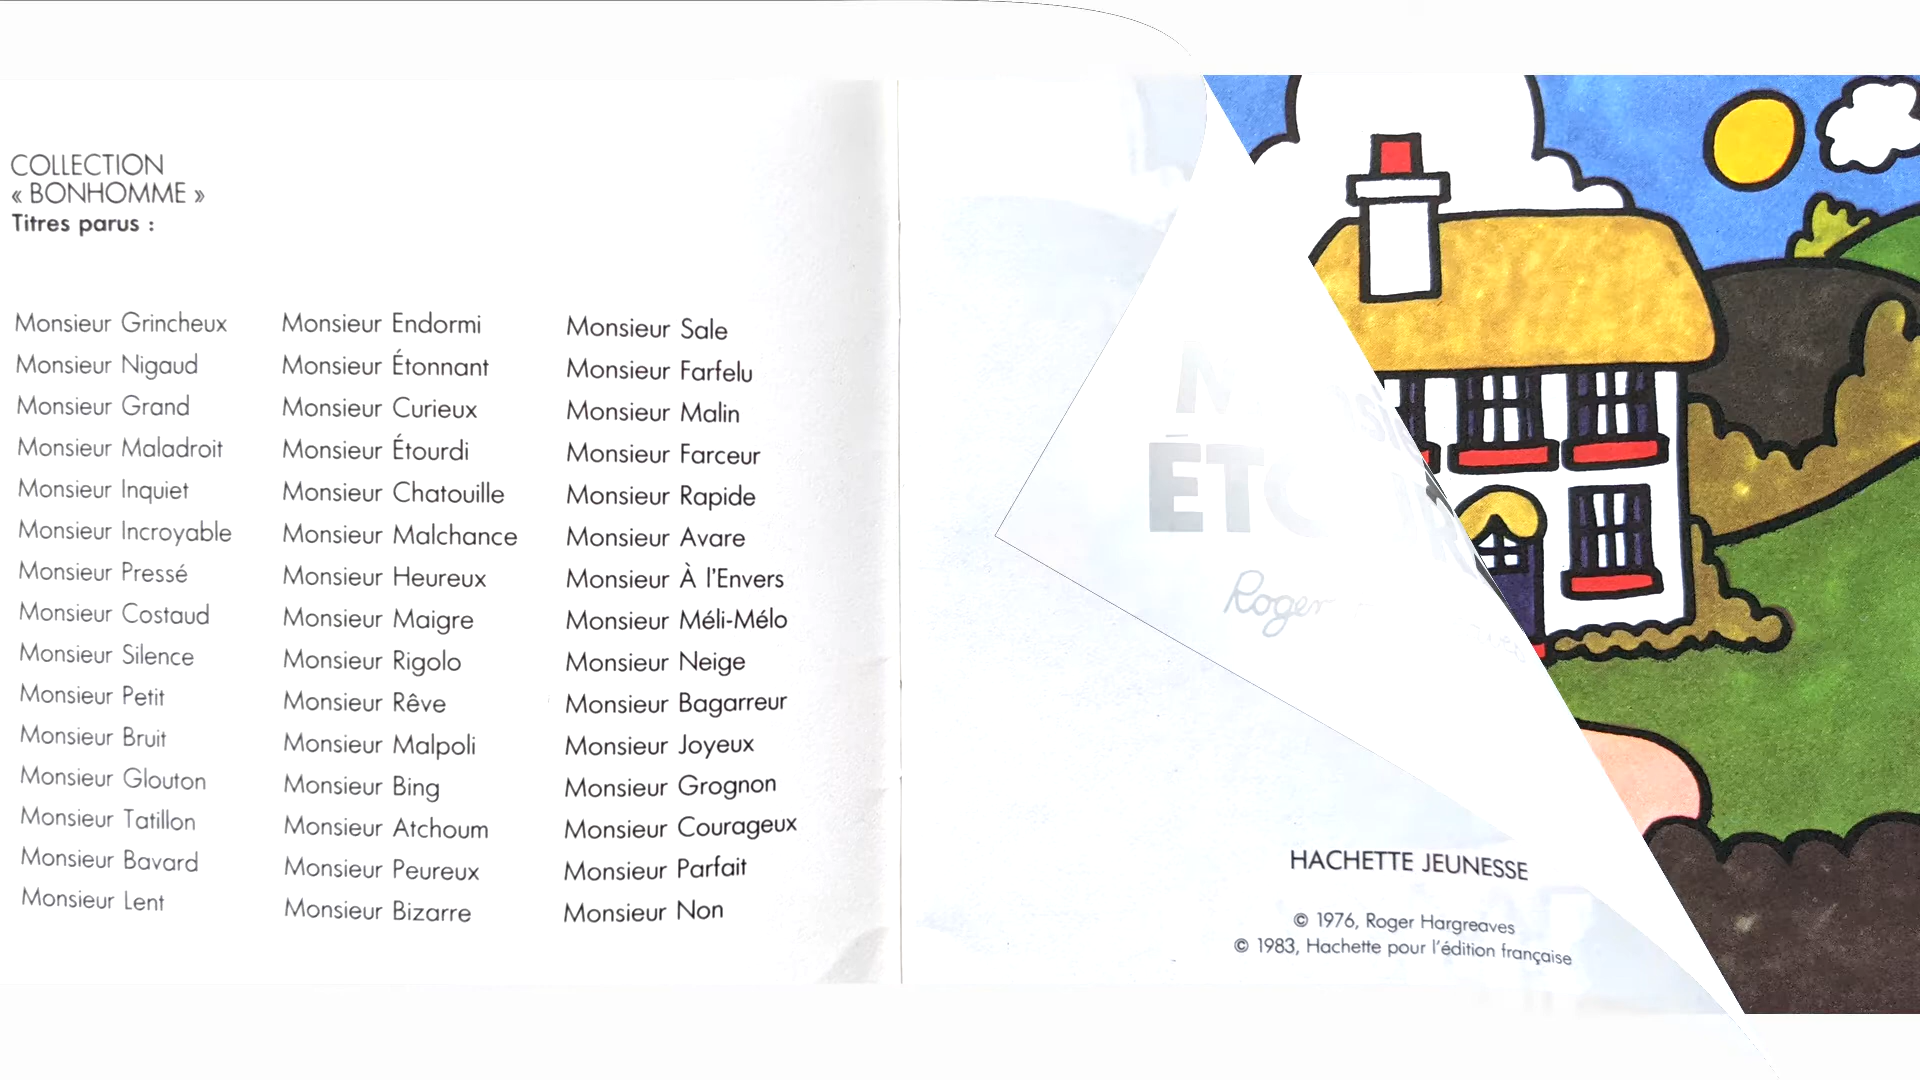 COLLECTION
« BONHOMME »
Titres parus :
Monsieur Grincheux
Monsieur Nigaud
Monsieur Grand
Monsieur Maladroit
Monsieur Inquiet
Monsieur Incroyable
Monsieur Pressé
Monsieur Costaud
Monsieur Silence
Monsieur Petit
Monsieur Bruit
Monsieur Glouton
Monsieur Tatillon
Monsieur Bavard
Monsieur Lent
Monsieur Endormi
Monsieur Étonnant
Monsieur Curieux
Monsieur Étourdi
Monsieur Chatouille
Monsieur Malchance
Monsieur Heureux
Monsieur Maigre
Monsieur Rigolo
Monsieur Rêve
Monsieur Malpoli
Monsieur Bing
Monsieur Atchoum
Monsieur Peureux
Monsieur Bizarre
Monsieur Sale
Monsieur Farfelu
Monsieur Malin
Monsieur Farceur
Monsieur Rapide
Monsieur Avare
Monsieur À l'Envers
Monsieur Méli-Mélo
Monsieur Neige
Monsieur Bagarreur
Monsieur Joyeux
Monsieur Grognon
Monsieur Courageux
Monsieur Parfait
Monsieur Non
Roger
HACHETTE JEUNESSE
© 1976, Roger Hargreaves
© 1983, Hachette pour l'édition française